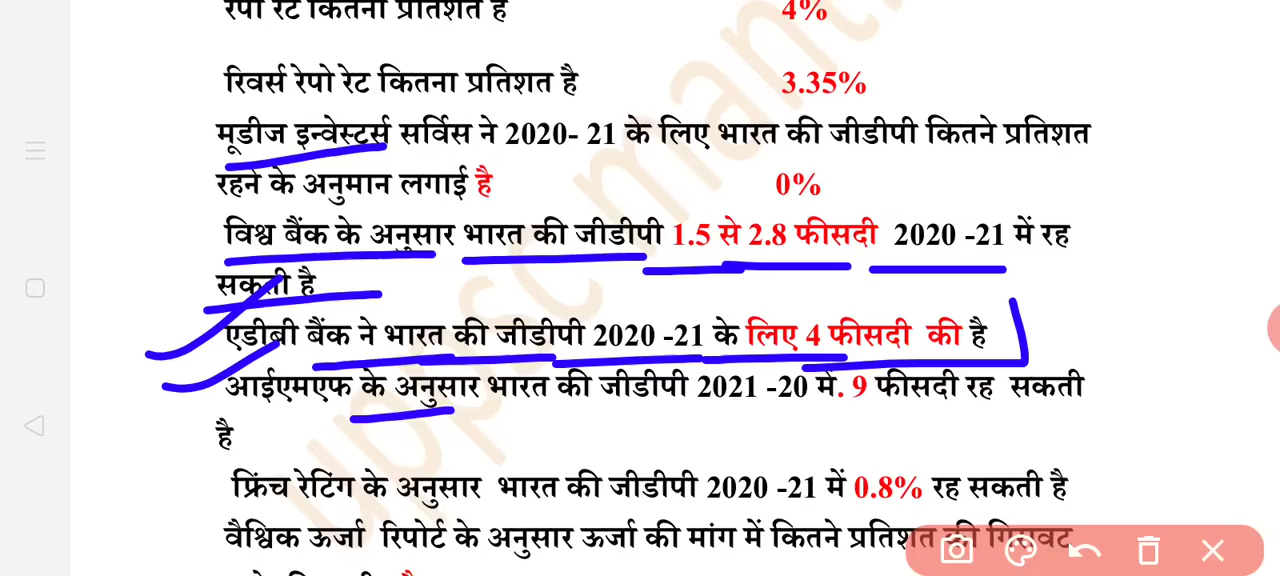 रेपो रेट कितना प्रतिशत है 4%
रिवर्स रेपो रेट कितना प्रतिशत है 3.35%
मूडीज इन्वेस्टर्स सर्विस ने 2020- 21 के लिए भारत की जीडीपी कितने प्रतिशत
रहने के अनुमान लगाई है 0%
विश्व बैंक के अनुसार भारत की जीडीपी 1.5 से 2.8 फीसदी 2020 -21 में रह
सकती है
एडीबी बैंक ने भारत की जीडीपी 2020 -21 के लिए 4 फीसदी की है
आईएमएफ के अनुसार भारत की जीडीपी 2021 -20 में. 9 फीसदी रह सकती
है
फ्रिंच रेटिंग के अनुसार भारत की जीडीपी 2020 -21 में 0.8% रह सकती है
वैश्विक ऊर्जा रिपोर्ट के अनुसार ऊर्जा की मांग में कितने प्रतिशत की गिरावट